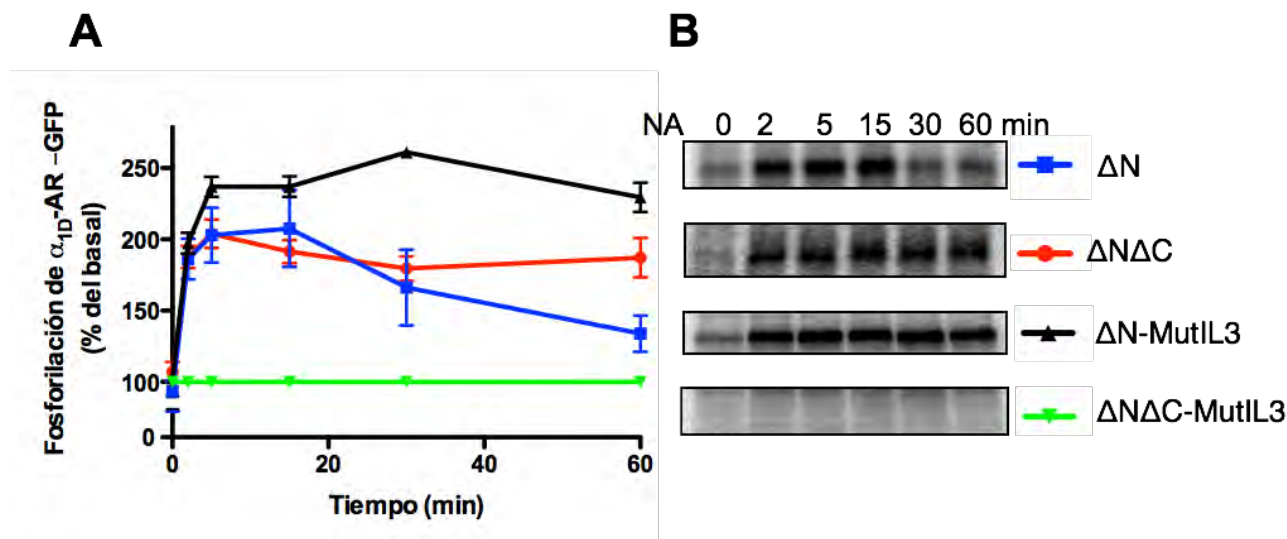 A
B
Fosforilación de α1D-AR –GFP
(% del basal)
250
200
150
100
0
0
20
40
60
Tiempo (min)
NA 0 2 5 15 30 60 min
ΔN
ΔNΔC
ΔN-MutIL3
ΔNΔC-MutIL3